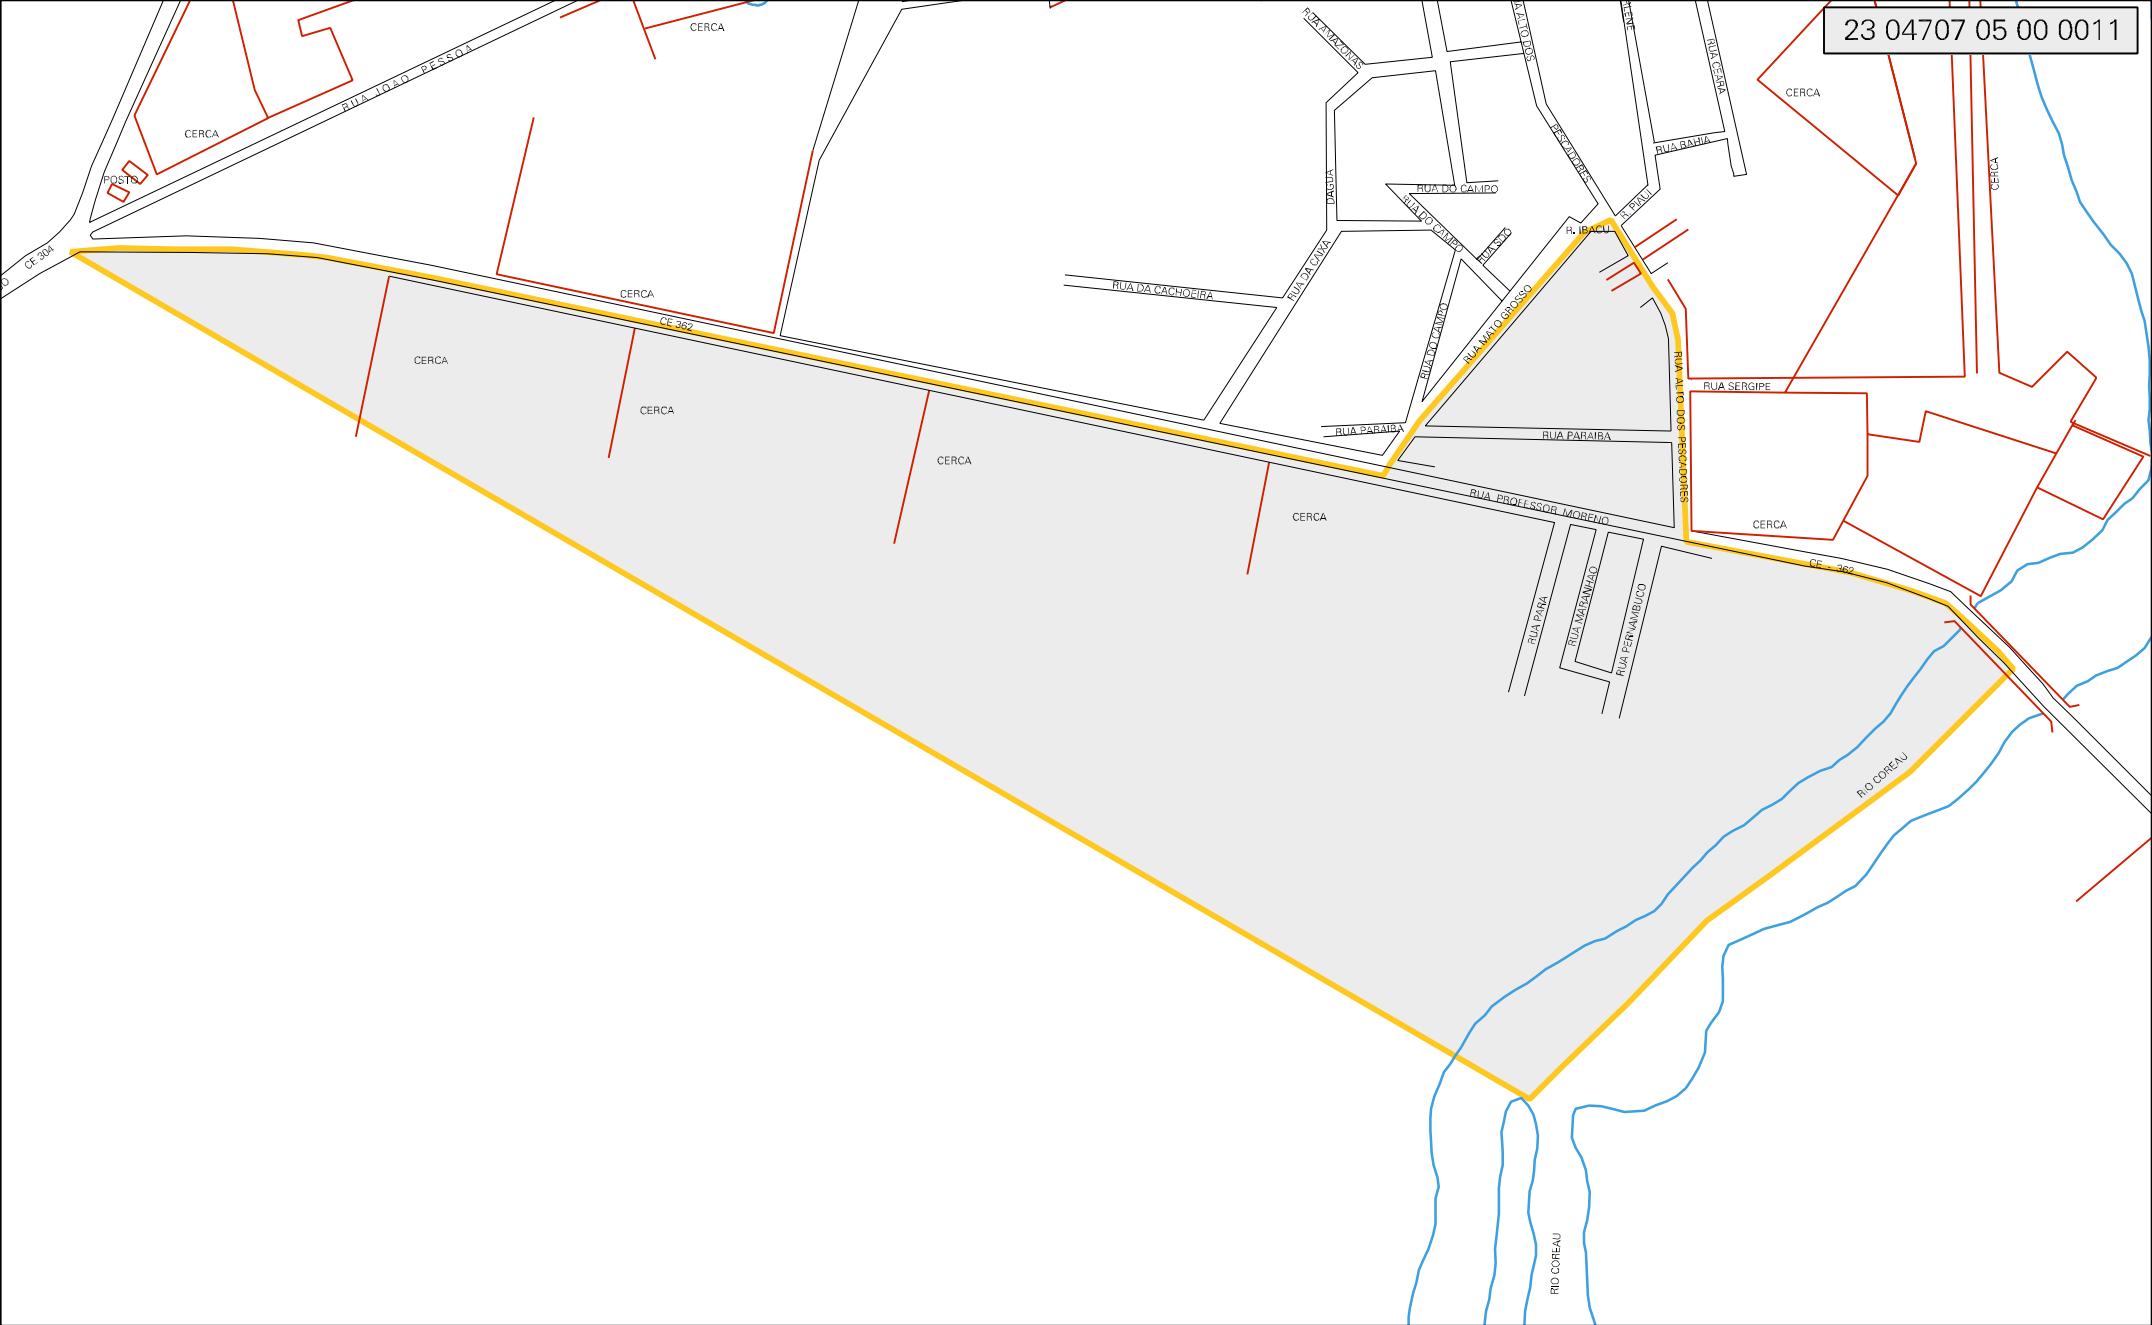 23 04707 05 00 0011
CERCA
RUA JOAO PESSOA
CERCA
POSTO
CE 304
RUA AMAZONAS
ALTO DOS
PESCADORES
RUA CEARA
RUA BAHIA
CERCA
CERCA
DAGUA
RUA DA CAIXA
RUA DO CAMPO
RUA DO CAMPO
R. PIAUI
R. IBACU
RUA DA CACHOEIRA
CERCA
CE 362
RUA DO CAMPO
RUA MATO GROSSO
CERCA
CERCA
RUA SERGIPE
RUA ALTO DOS PESCADORES
RUA PARAIBA
RUA PARAIBA
CERCA
CERCA
RUA PROFESSOR MORENO
CERCA
CE - 362
RUA PARA
RUA MARANHAO
RUA PERNAMBUCO
RIO COREAU
RIO COREAU